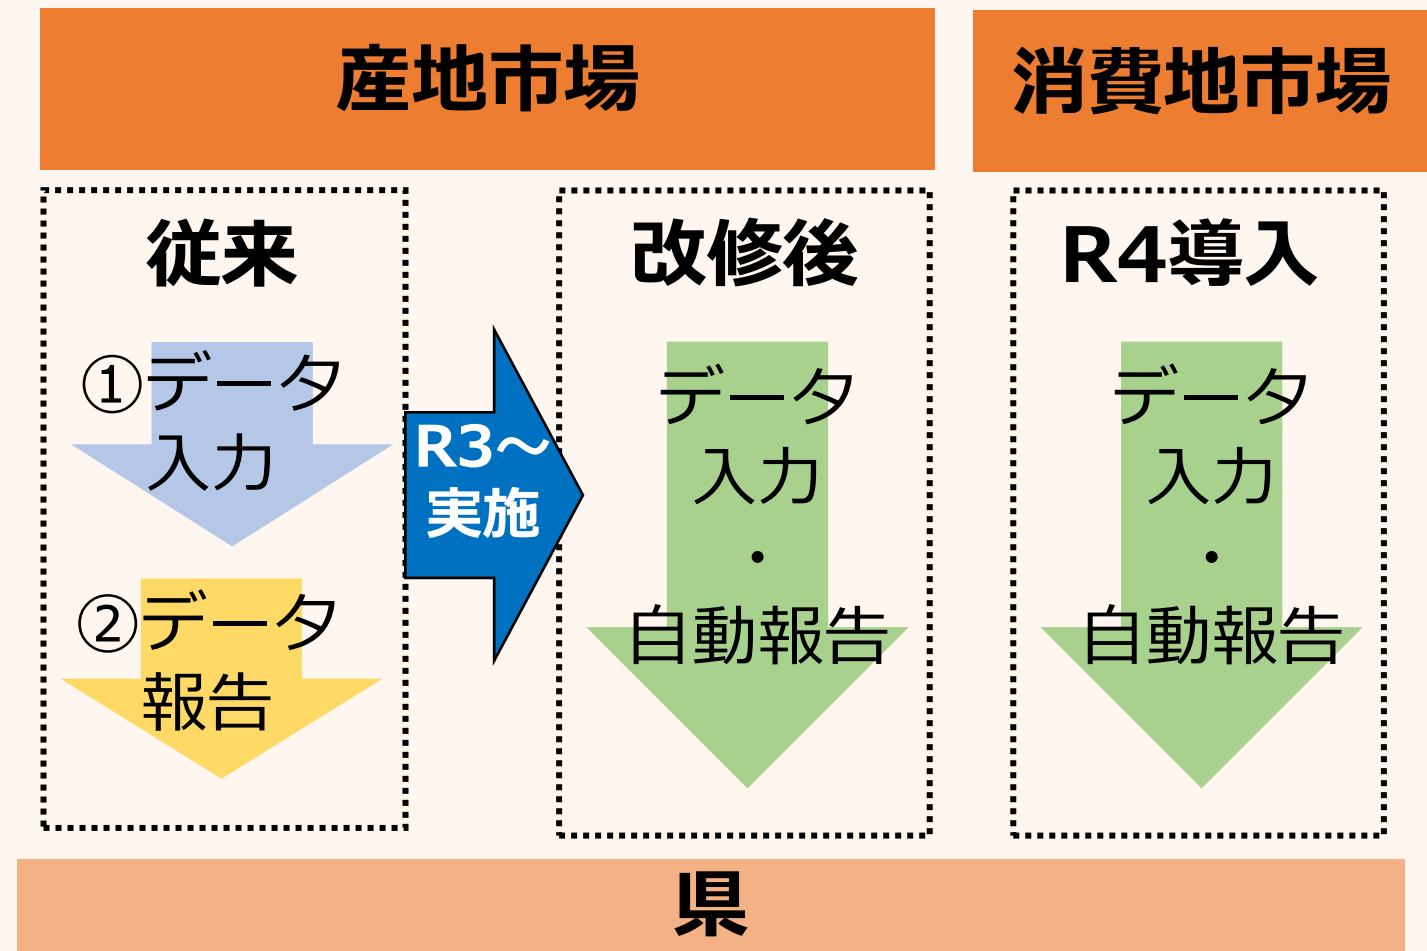 産地市場
消費地市場
従来
①データ
入力
②データ
報告
R3～
実施
改修後
データ
入力
・
自動報告
R4導入
データ
入力
・
自動報告
県